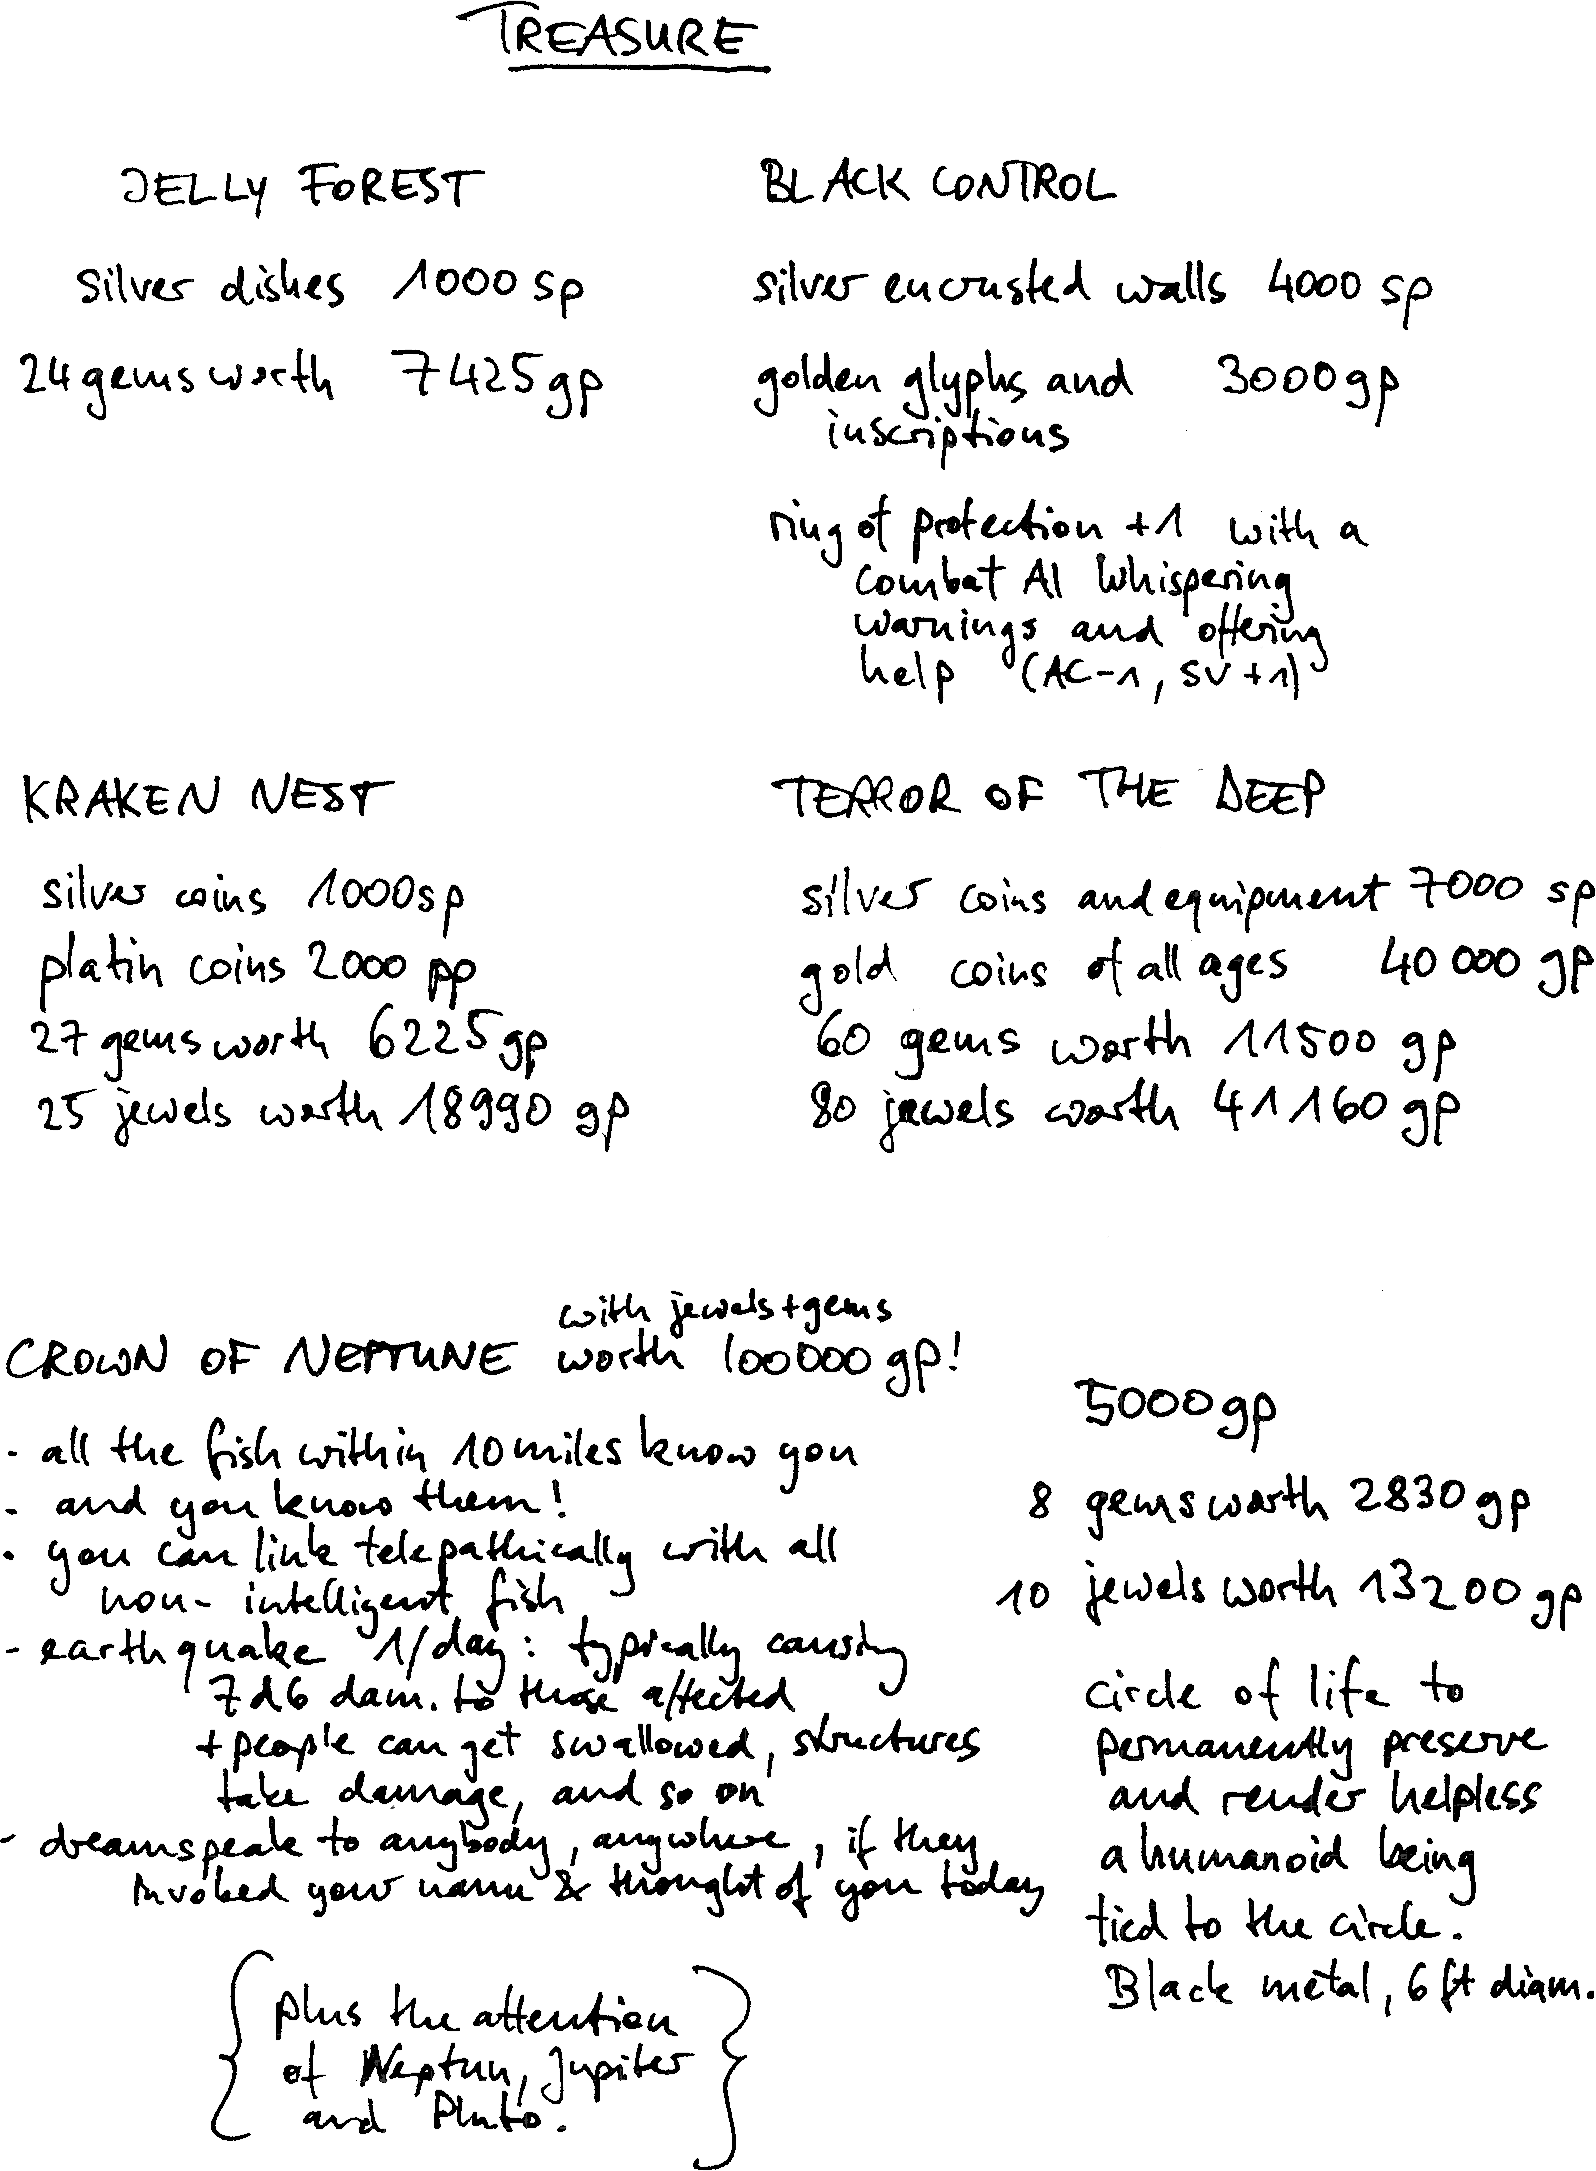 TREASURE
JELLY FOREST
silver dishes 1000 sp
24 gems worth 7425 gp
BLACK CONTROL
silver encrusted walls 4000 sp
golden glyphs and 3000 gp
inscriptions
ring of protection +1 with a
combat AI whispering
warnings and offering
help (AC-1, SV+1)
KRAKEN NEST
silver coins 1000 sp
platin coins 2000 pp
27 gems worth 6225 gp
25 jewels worth 18990 gp
TERROR OF THE DEEP
silver coins and equipment 7000 sp
gold coins of all ages 40 000 gp
60 gems worth 11500 gp
80 jewels worth 41160 gp
with jewels + gems
CROWN OF NEPTUNE worth 100000 gp!
- all the fish within 10 miles know you
- and you know them!
- you can link telepathically with all
non-intelligent fish
- earthquake 1/day: typically causing
7d6 dam. to those affected
+ people can get swallowed, structures
take damage, and so on
- dreamspeak to anybody, anywhere, if they
invoked your name & thought of you today
{ plus the attention
of Neptun, Jupiter
and Pluto. }
5000 gp
8 gems worth 2830 gp
10 jewels worth 13200 gp
circle of life to
permanently preserve
and render helpless
a humanoid being
tied to the circle.
Black metal, 6 ft diam.